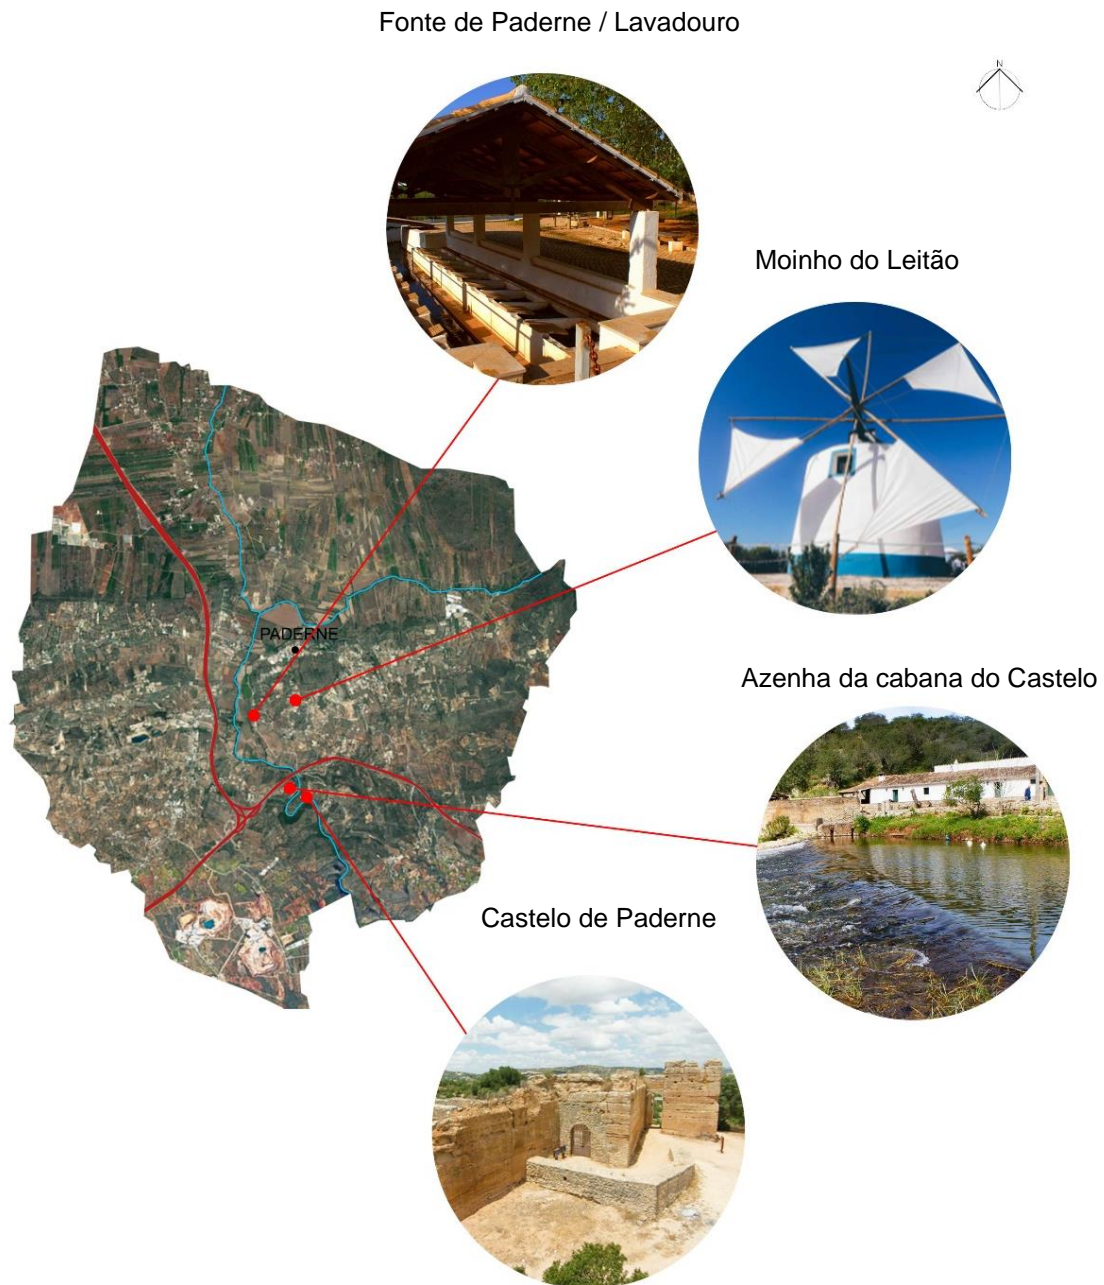 Fonte de Paderne / Lavadouro
N
Moinho do Leitão
PADERNE
Azenha da cabana do Castelo
Castelo de Paderne